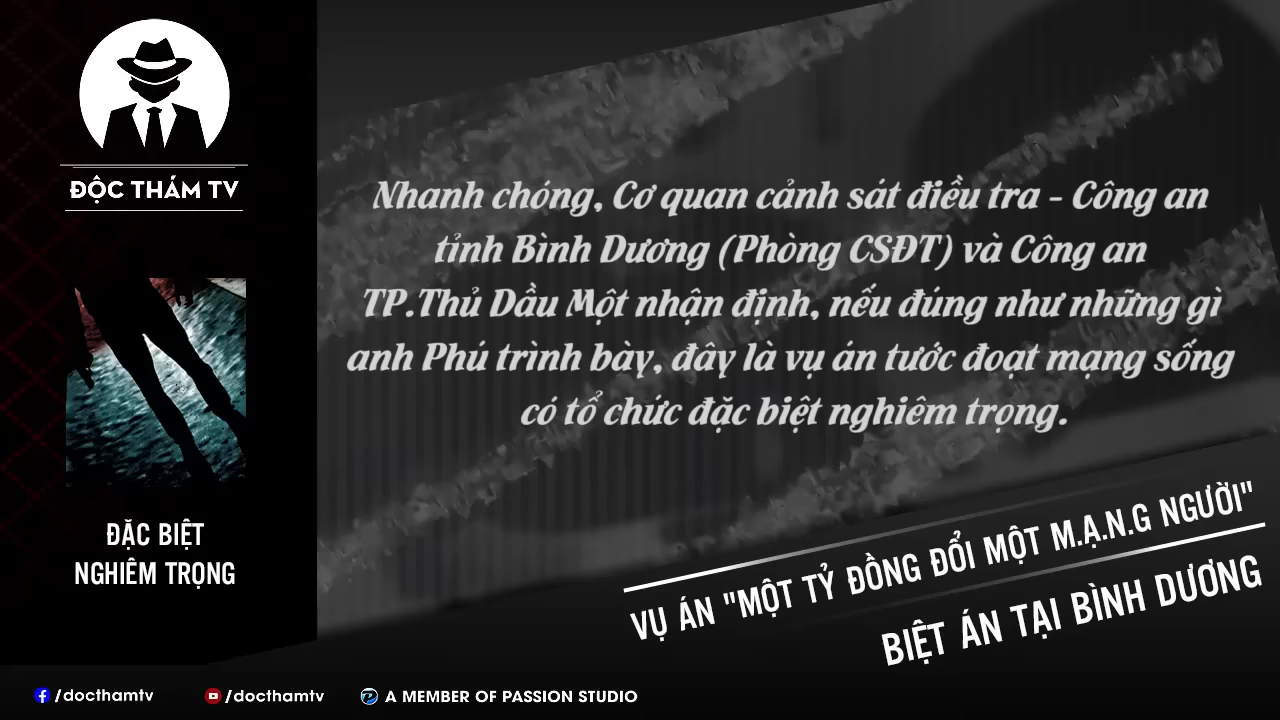 ĐỘC THÁM TV
Nhanh chóng, Cơ quan cảnh sát điều tra - Công an
tỉnh Bình Dương (Phòng CSĐT) và Công an
TP.Thủ Dầu Một nhận định, nếu đúng như những gì
anh Phú trình bày, đây là vụ án tước đoạt mạng sống
có tổ chức đặc biệt nghiêm trọng.
ĐẶC BIỆT
NGHIÊM TRỌNG
VỤ ÁN "MỘT TỶ ĐỒNG ĐỔI MỘT M.Ạ.N.G NGƯỜI"
BIỆT ÁN TẠI BÌNH DƯƠNG
/docthamtv
/docthamtv
A MEMBER OF PASSION STUDIO